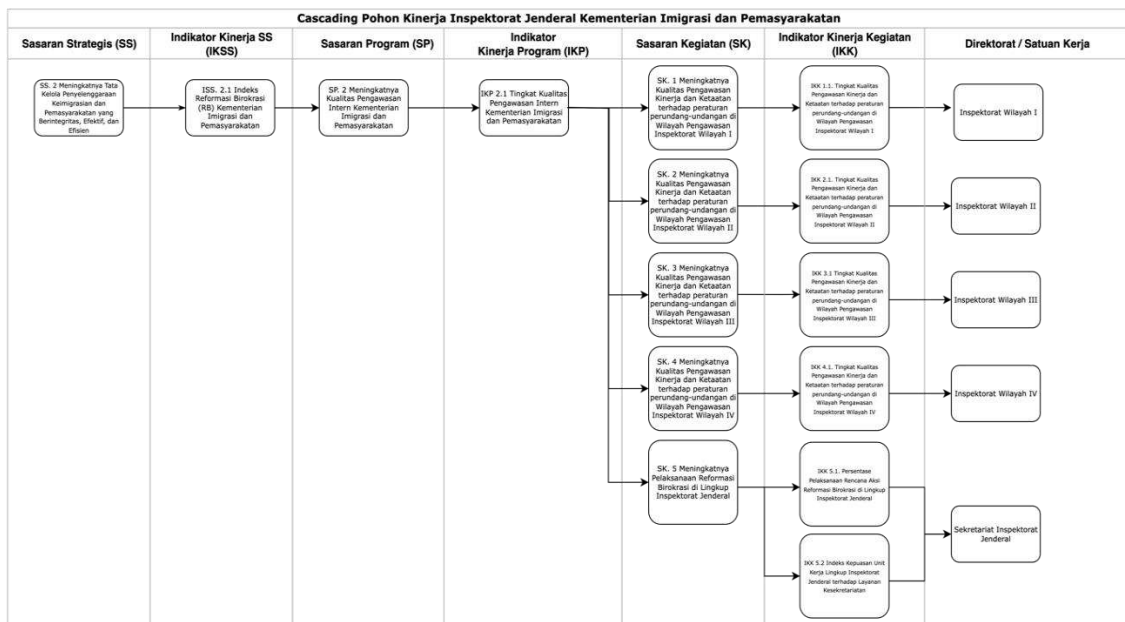 Cascading Pohon Kinerja Inspektorat Jenderal Kementerian Imigrasi dan Pemasyarakatan
Sasaran Strategis (SS)
Indikator Kinerja SS
(IKSS)
Sasaran Program (SP)
Indikator
Kinerja Program (IKP)
Sasaran Kegiatan (SK)
Indikator Kinerja Kegiatan
(IKK)
Direktorat / Satuan Kerja
SS. 2 Meningkatnya Tata
Kelola Penyelenggaraan
Keimigrasian dan
Pemasyarakatan yang
Berintegritas, Efektif, dan
Efisien
ISS. 2.1 Indeks
Reformasi Birokrasi
(RB) Kementerian
Imigrasi dan
Pemasyarakatan
SP. 2 Meningkatnya
Kualitas Pengawasan
Intern Kementerian
Imigrasi dan
Pemasyarakatan
IKP 2.1 Tingkat Kualitas
Pengawasan Intern
Kementerian Imigrasi
dan Pemasyarakatan
SK. 1 Meningkatnya
Kualitas Pengawasan
Kinerja dan Ketaatan
terhadap peraturan
perundang-undangan di
Wilayah Pengawasan
Inspektorat Wilayah I
IKK 1.1. Tingkat Kualitas
Pengawasan Kinerja dan
Ketaatan terhadap peraturan
perundang-undangan di
Wilayah Pengawasan
Inspektorat Wilayah I
Inspektorat Wilayah I
SK. 2 Meningkatnya
Kualitas Pengawasan
Kinerja dan Ketaatan
terhadap peraturan
perundang-undangan di
Wilayah Pengawasan
Inspektorat Wilayah II
IKK 2.1. Tingkat Kualitas
Pengawasan Kinerja dan
Ketaatan terhadap peraturan
perundang-undangan di
Wilayah Pengawasan
Inspektorat Wilayah II
Inspektorat Wilayah II
SK. 3 Meningkatnya
Kualitas Pengawasan
Kinerja dan Ketaatan
terhadap peraturan
perundang-undangan di
Wilayah Pengawasan
Inspektorat Wilayah III
IKK 3.1 Tingkat Kualitas
Pengawasan Kinerja dan
Ketaatan terhadap peraturan
perundang-undangan di
Wilayah Pengawasan
Inspektorat Wilayah III
Inspektorat Wilayah III
SK. 4 Meningkatnya
Kualitas Pengawasan
Kinerja dan Ketaatan
terhadap peraturan
perundang-undangan di
Wilayah Pengawasan
Inspektorat Wilayah IV
IKK 4.1. Tingkat Kualitas
Pengawasan Kinerja dan
Ketaatan terhadap peraturan
perundang-undangan di
Wilayah Pengawasan
Inspektorat Wilayah IV
Inspektorat Wilayah IV
SK. 5 Meningkatnya
Pelaksanaan Reformasi
Birokrasi di Lingkup
Inspektorat Jenderal
IKK 5.1. Persentase
Pelaksanaan Rencana Aksi
Reformasi Birokrasi di Lingkup
Inspektorat Jenderal
IKK 5.2 Indeks Kepuasan Unit
Kerja Lingkup Inspektorat
Jenderal terhadap Layanan
Kesekretariatan
Sekretariat Inspektorat
Jenderal